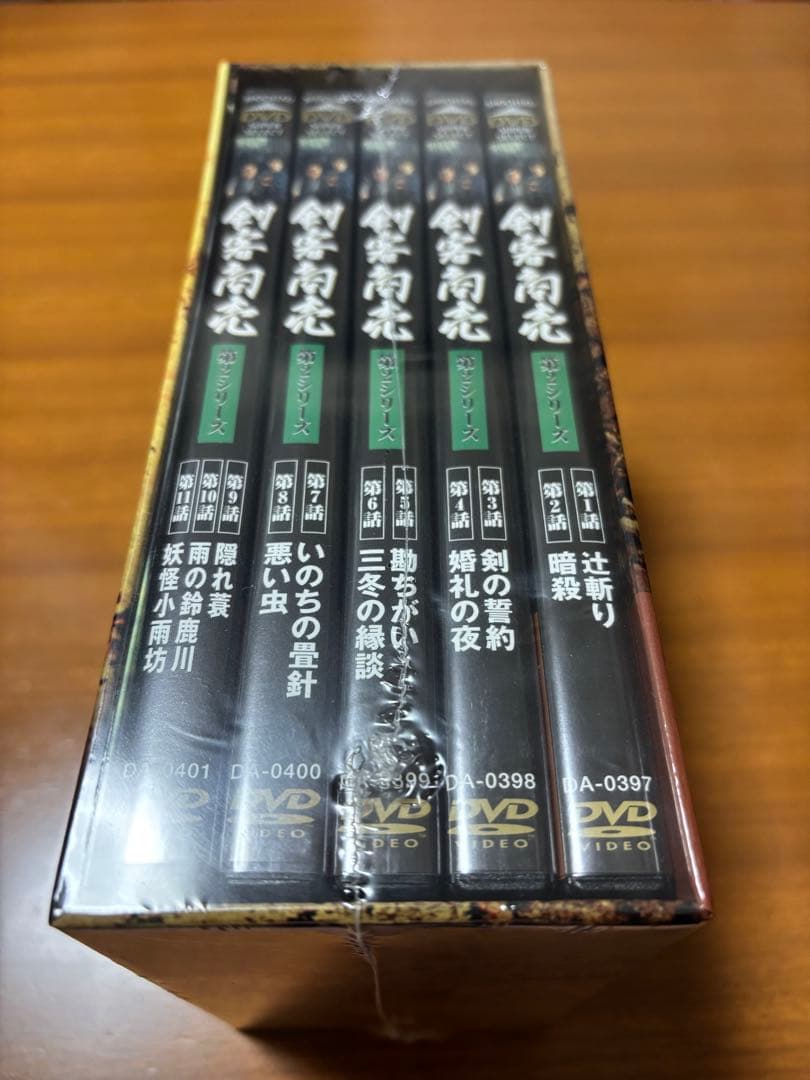 剣客商売
第2シリーズ
第1話
辻斬り
第2話
暗殺
DA-0397
DVD
VIDEO
剣客商売
第2シリーズ
第3話
剣の誓約
第4話
婚礼の夜
DA-0398
DVD
VIDEO
剣客商売
第2シリーズ
第5話
勘ちがい
第6話
三冬の縁談
DVD
VIDEO
剣客商売
第2シリーズ
第7話
いのちの畳針
第8話
悪い虫
DA-0400
DVD
VIDEO
剣客商売
第2シリーズ
第9話
隠れ蓑
第10話
雨の鈴鹿川
第11話
妖怪小雨坊
DA-0401